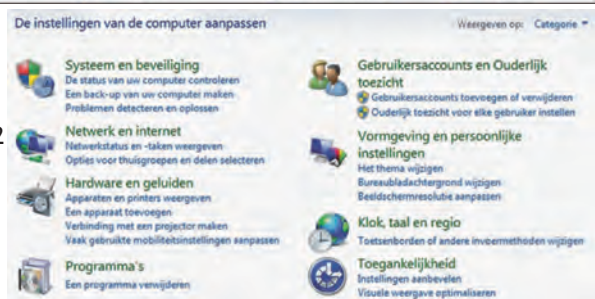 De instellingen van de computer aanpassen
Weergeven op: Categorie
Systeem en beveiliging
De status van uw computer controleren
Een back-up van uw computer maken
Problemen detecteren en oplossen
2
Netwerk en internet
Netwerkstatus en -taken weergeven
Opties voor thuisgroepen en delen selecteren
Hardware en geluiden
Apparaten en printers weergeven
Een apparaat toevoegen
Verbinding met een projector maken
Vaak gebruikte mobiliteitsinstellingen aanpassen
Programma's
Een programma verwijderen
Gebruikersaccounts en Ouderlijk
toezicht
Gebruikersaccounts toevoegen of verwijderen
Ouderlijk toezicht voor elke gebruiker instellen
Vormgeving en persoonlijke
instellingen
Het thema wijzigen
Bureaubladachtergrond wijzigen
Beeldschermresolutie aanpassen
Klok, taal en regio
Toetsenborden of andere invoermethoden wijzigen
Toegankelijkheid
Instellingen aanbevelen
Visuele weergave optimaliseren